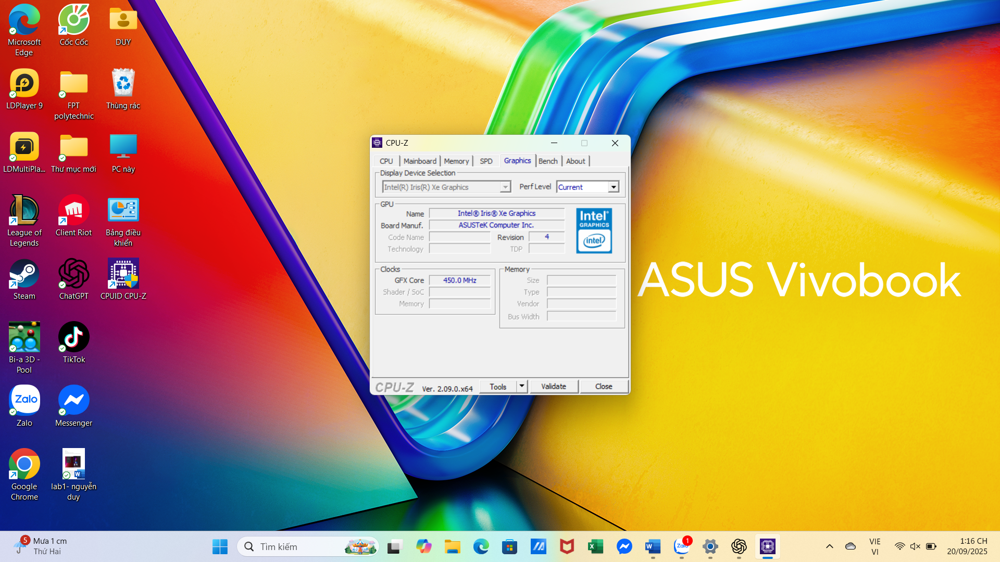 Microsoft
Edge
Cốc Cốc
DUY
LDPlayer 9
FPT
polytechnic
Thùng rác
LDMultiPla...
Thư mục mới
PC này
League of
Legends
Client Riot
Bảng điều
khiển
Steam
ChatGPT
CPUID CPU-Z
Bi-a 3D -
Pool
TikTok
Zalo
Zalo
Messenger
Google
Chrome
lab1- nguyễn
duy
CPU-Z
CPU Mainboard Memory SPD Graphics Bench About
Display Device Selection
Intel(R) Iris(R) Xe Graphics Perf Level Current
GPU
Name Intel® Iris® Xe Graphics
Board Manuf. ASUSTeK Computer Inc.
Code Name Revision 4
Technology TDP
intel®
GRAPHICS
intel
Clocks
GFX Core 450.0 MHz
Shader / SoC
Memory
Memory
Size
Type
Vendor
Bus Width
CPU-Z Ver. 2.09.0.x64 Tools Validate Close
ASUS Vivobook
5
Mưa 1 cm
Thứ Hai
Tìm kiếm
Zalo
1
VIE
VI
1:16 CH
20/09/2025